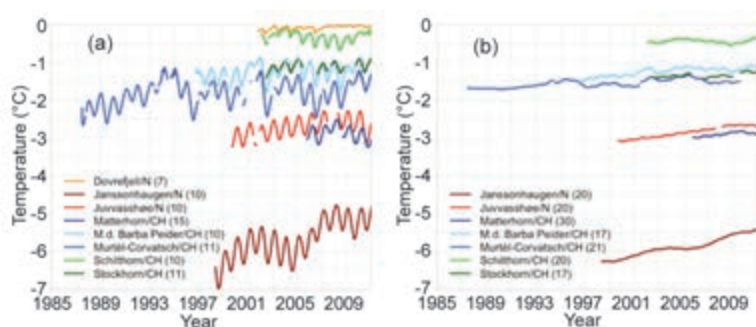 (a)
Temperature (°C)
0
-1
-2
-3
-4
-5
-6
-7
Dovrefjell/N (7)
Janssonhaugen/N (10)
Juvvasshøe/N (10)
Matterhorn/CH (15)
M.d. Barba Peider/CH (10)
Murtèl-Corvatsch/CH (11)
Schilthorn/CH (10)
Stockhorn/CH (11)
1985 1989 1993 1997 2001 2005 2009
Year
(b)
Temperature (°C)
0
-1
-2
-3
-4
-5
-6
-7
Janssonhaugen/N (20)
Juvvasshøe/N (20)
Matterhorn/CH (30)
M.d. Barba Peider/CH (17)
Murtèl-Corvatsch/CH (21)
Schilthorn/CH (20)
Stockhorn/CH (17)
1985 1989 1993 1997 2001 2005 2009
Year